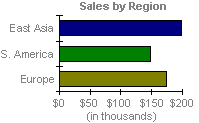 Sales by Region
East Asia
S. America
Europe
$0 $50 $100 $150 $200
(in thousands)